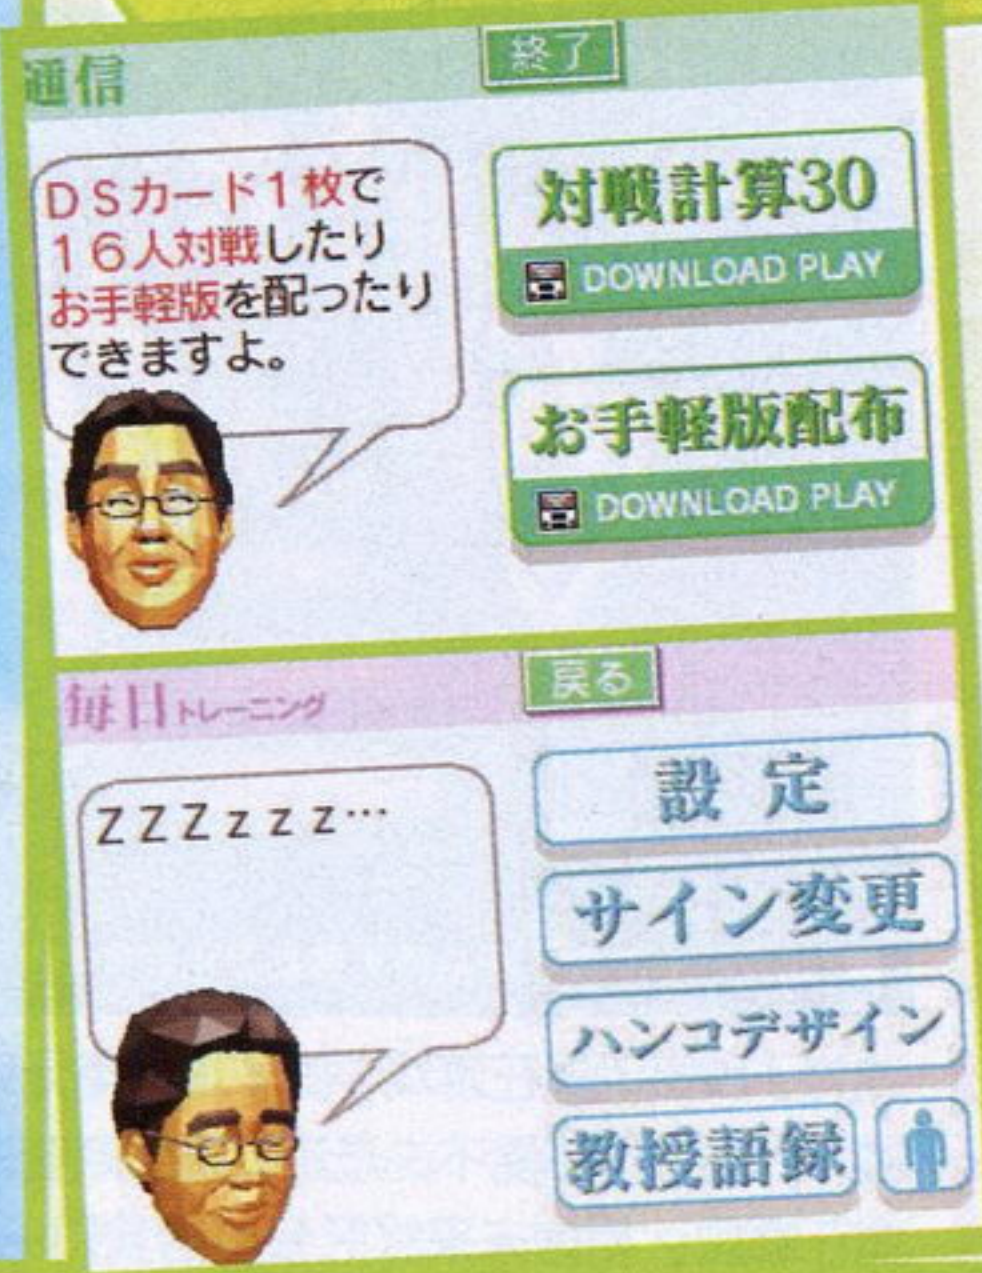 通信
終了
DSカード1枚で
16人対戦したり
お手軽版を配ったり
できますよ。
対戦計算30
DOWNLOAD PLAY
お手軽版配布
DOWNLOAD PLAY
毎日トレーニング
戻る
ZZZzzz…
設定
サイン変更
ハンコデザイン
教授語録